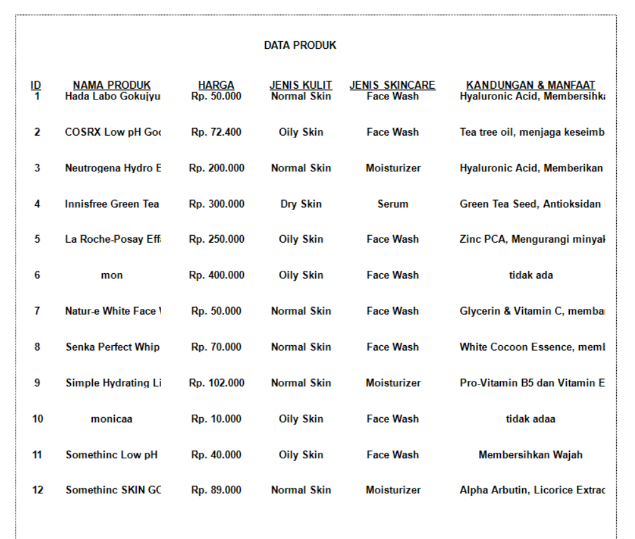 DATA PRODUK
ID NAMA PRODUK HARGA JENIS KULIT JENIS SKINCARE KANDUNGAN & MANFAAT
1 Hada Labo Gokujyu Rp. 50.000 Normal Skin Face Wash Hyaluronic Acid, Membersihka
2 COSRX Low pH Goo Rp. 72.400 Oily Skin Face Wash Tea tree oil, menjaga keseimb
3 Neutrogena Hydro B Rp. 200.000 Normal Skin Moisturizer Hyaluronic Acid, Memberikan
4 Innisfree Green Tea Rp. 300.000 Dry Skin Serum Green Tea Seed, Antioksidan
5 La Roche-Posay Eff Rp. 250.000 Oily Skin Face Wash Zinc PCA, Mengurangi minyak
6 mon Rp. 400.000 Oily Skin Face Wash tidak ada
7 Natur-e White Face Rp. 50.000 Normal Skin Face Wash Glycerin & Vitamin C, memba
8 Senka Perfect Whip Rp. 70.000 Normal Skin Face Wash White Cocoon Essence, memb
9 Simple Hydrating Li Rp. 102.000 Normal Skin Moisturizer Pro-Vitamin B5 dan Vitamin E
10 monicaa Rp. 10.000 Oily Skin Face Wash tidak adaa
11 Somethinc Low pH Rp. 40.000 Oily Skin Face Wash Membersihkan Wajah
12 Somethinc SKIN GO Rp. 89.000 Normal Skin Moisturizer Alpha Arbutin, Licorice Extrac